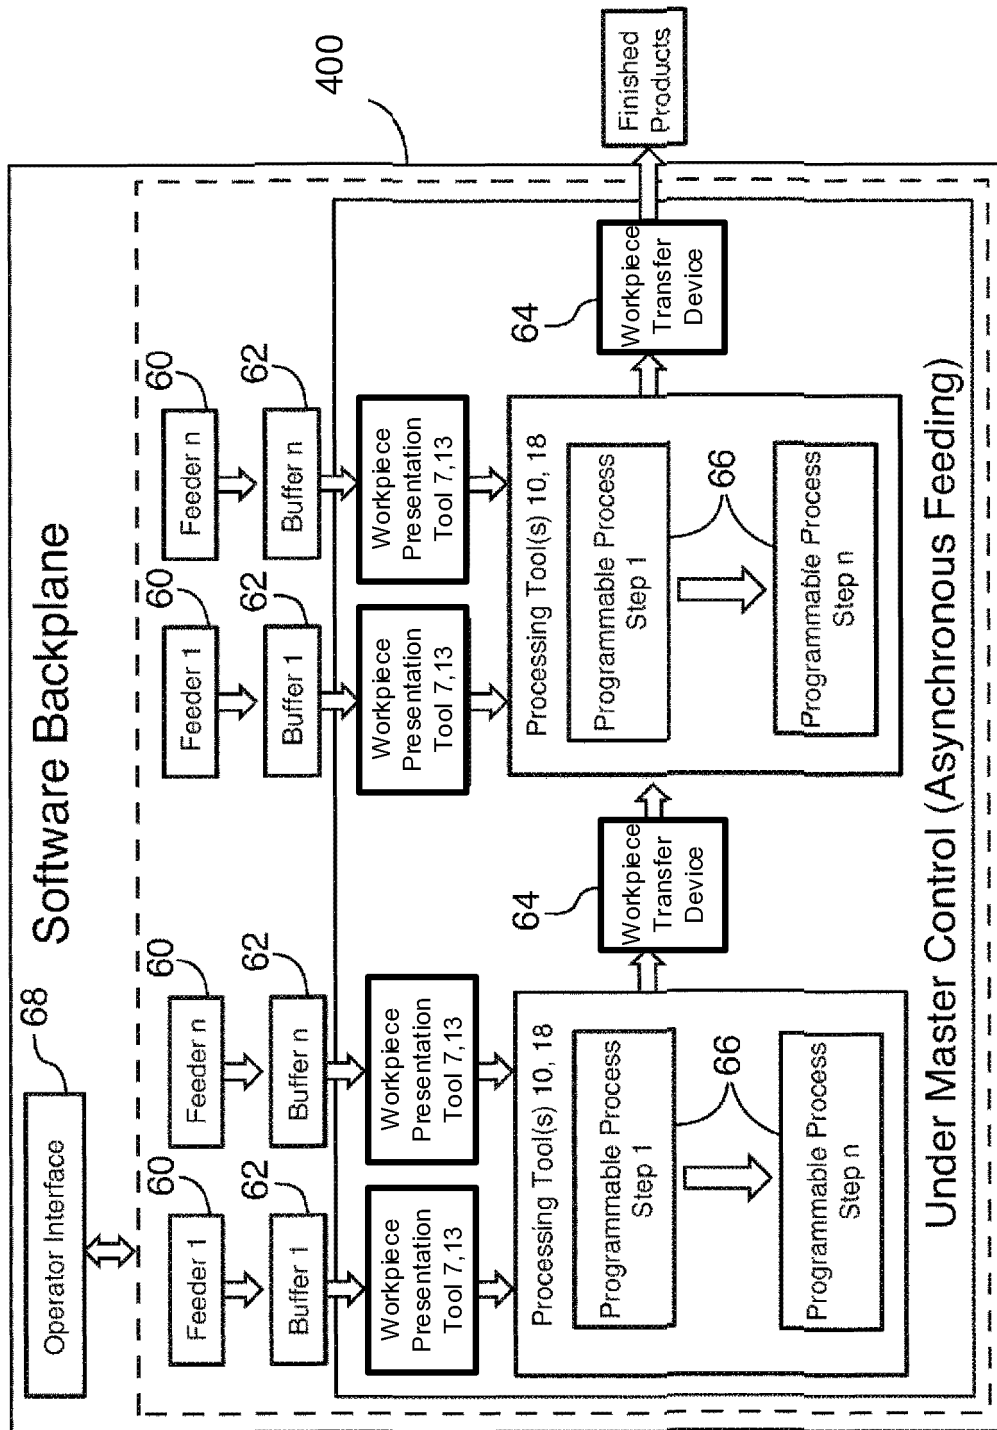 Operator Interface
68
Software Backplane
400
60
60
60
60
Feeder 1
Feeder n
Feeder 1
Feeder n
62
62
62
62
Buffer 1
Buffer n
Buffer 1
Buffer n
Workpiece
Presentation
Tool 7,13
Workpiece
Presentation
Tool 7,13
Workpiece
Presentation
Tool 7,13
Workpiece
Presentation
Tool 7,13
Processing Tool(s) 10, 18
Programmable Process
Step 1
66
Programmable Process
Step n
64
Workpiece
Transfer
Device
Processing Tool(s) 10, 18
Programmable Process
Step 1
66
Programmable Process
Step n
64
Workpiece
Transfer
Device
Finished
Products
Under Master Control (Asynchronous Feeding)